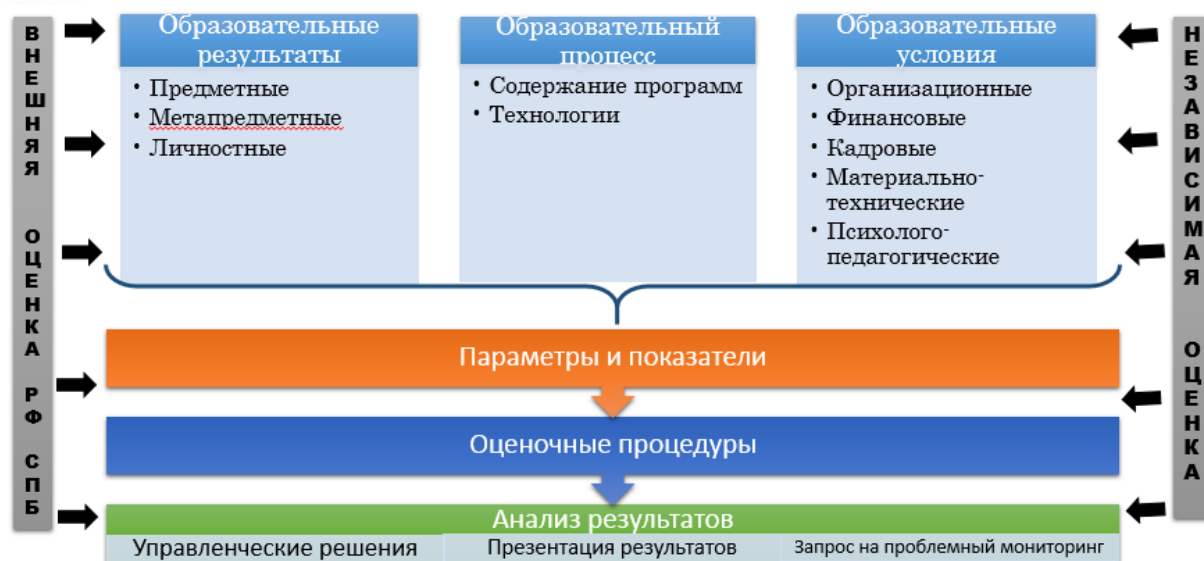 ВНЕШНЯЯ ОЦЕНКА РФ СПБ
Образовательные
результаты
• Предметные
• Метапредметные
• Личностные
Образовательный
процесс
• Содержание программ
• Технологии
Образовательные
условия
• Организационные
• Финансовые
• Кадровые
• Материально-
технические
• Психолого-
педагогические
НЕЗАВИСИМАЯ ОЦЕНКА
Параметры и показатели
Оценочные процедуры
Анализ результатов
Управленческие решения
Презентация результатов
Запрос на проблемный мониторинг